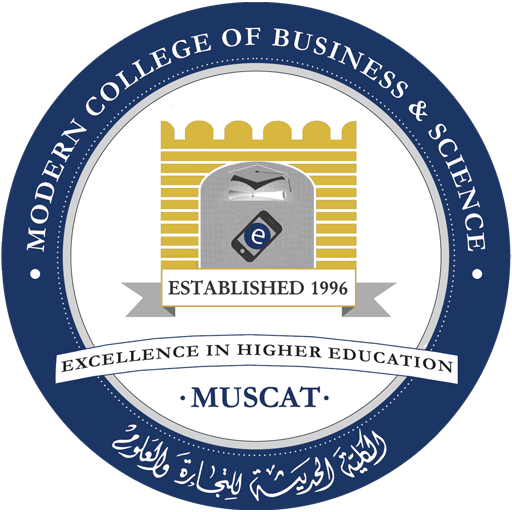 MODERN COLLEGE OF BUSINESS & SCIENCE
e
ESTABLISHED 1996
EXCELLENCE IN HIGHER EDUCATION
·MUSCAT·
الكلية الحديثة للتجارة والعلوم